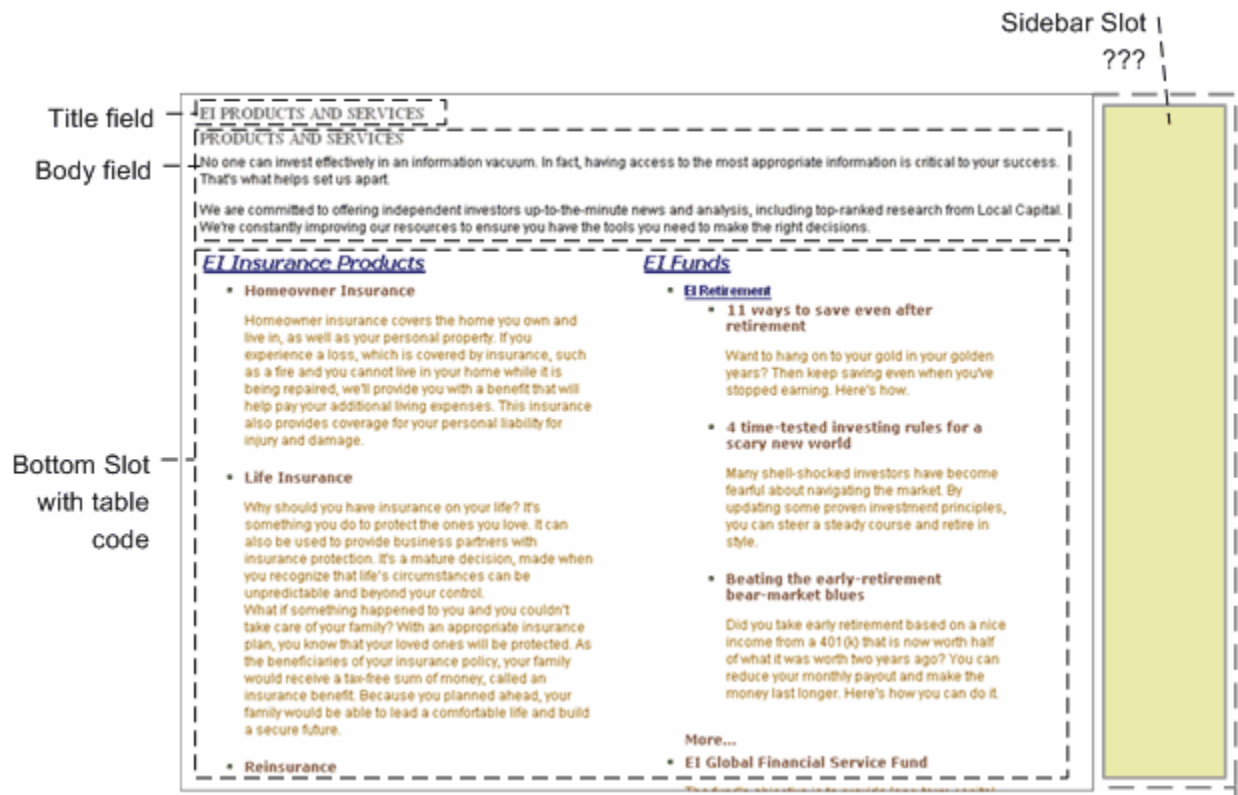 Sidebar Slot
???
Title field
EI PRODUCTS AND SERVICES
Body field
PRODUCTS AND SERVICES
No one can invest effectively in an information vacuum. In fact, having access to the most appropriate information is critical to your success.
That's what helps set us apart.
We are committed to offering independent investors up-to-the-minute news and analysis, including top-ranked research from Local Capital.
We're constantly improving our resources to ensure you have the tools you need to make the right decisions.
Bottom Slot
with table
code
EI Insurance Products
• Homeowner Insurance
Homeowner insurance covers the home you own and
live in, as well as your personal property. If you
experience a loss, which is covered by insurance, such
as a fire and you cannot live in your home while it is
being repaired, we'll provide you with a benefit that will
help pay your additional living expenses. This insurance
also provides coverage for your personal liability for
injury and damage.
• Life Insurance
Why should you have insurance on your life? It's
something you do to protect the ones you love. It can
also be used to provide business partners with
insurance protection. It's a mature decision, made when
you recognize that life's circumstances can be
unpredictable and beyond your control.
What if something happened to you and you couldn't
take care of your family? With an appropriate insurance
plan, you know that your loved ones will be protected. As
the beneficiaries of your insurance policy, your family
would receive a tax-free sum of money, called an
insurance benefit. Because you planned ahead, your
family would be able to lead a comfortable life and build
a secure future.
• Reinsurance
EI Funds
• EI Retirement
• 11 ways to save even after
retirement
Want to hang on to your gold in your golden
years? Then keep saving even when you've
stopped earning. Here's how.
• 4 time-tested investing rules for a
scary new world
Many shell-shocked investors have become
fearful about navigating the market. By
updating some proven investment principles,
you can steer a steady course and retire in
style.
• Beating the early-retirement
bear-market blues
Did you take early retirement based on a nice
income from a 401(k) that is now worth half
of what it was worth two years ago? You can
reduce your monthly payout and make the
money last longer. Here's how you can do it.
More...
• EI Global Financial Service Fund